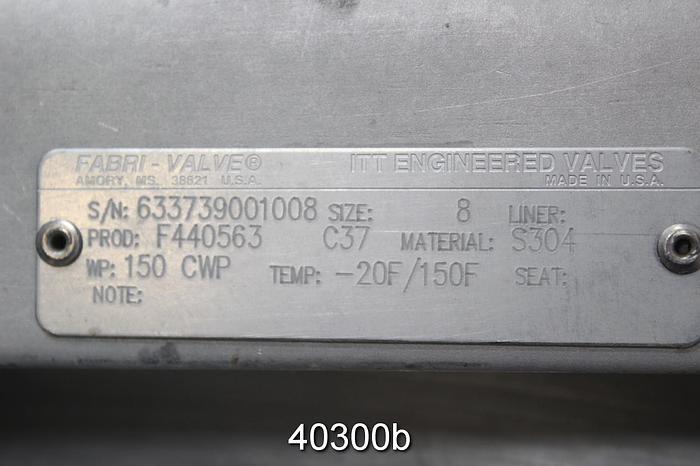 FABRI-VALVE® ITT ENGINEERED VALVES
AMORY, MS. 38821 U.S.A. MADE IN U.S.A.
S/N: 633739001008 SIZE: 8 LINER:
PROD: F440563 C37 MATERIAL: S304
WP: 150 CWP TEMP: -20F/150F SEAT:
NOTE:
40300b